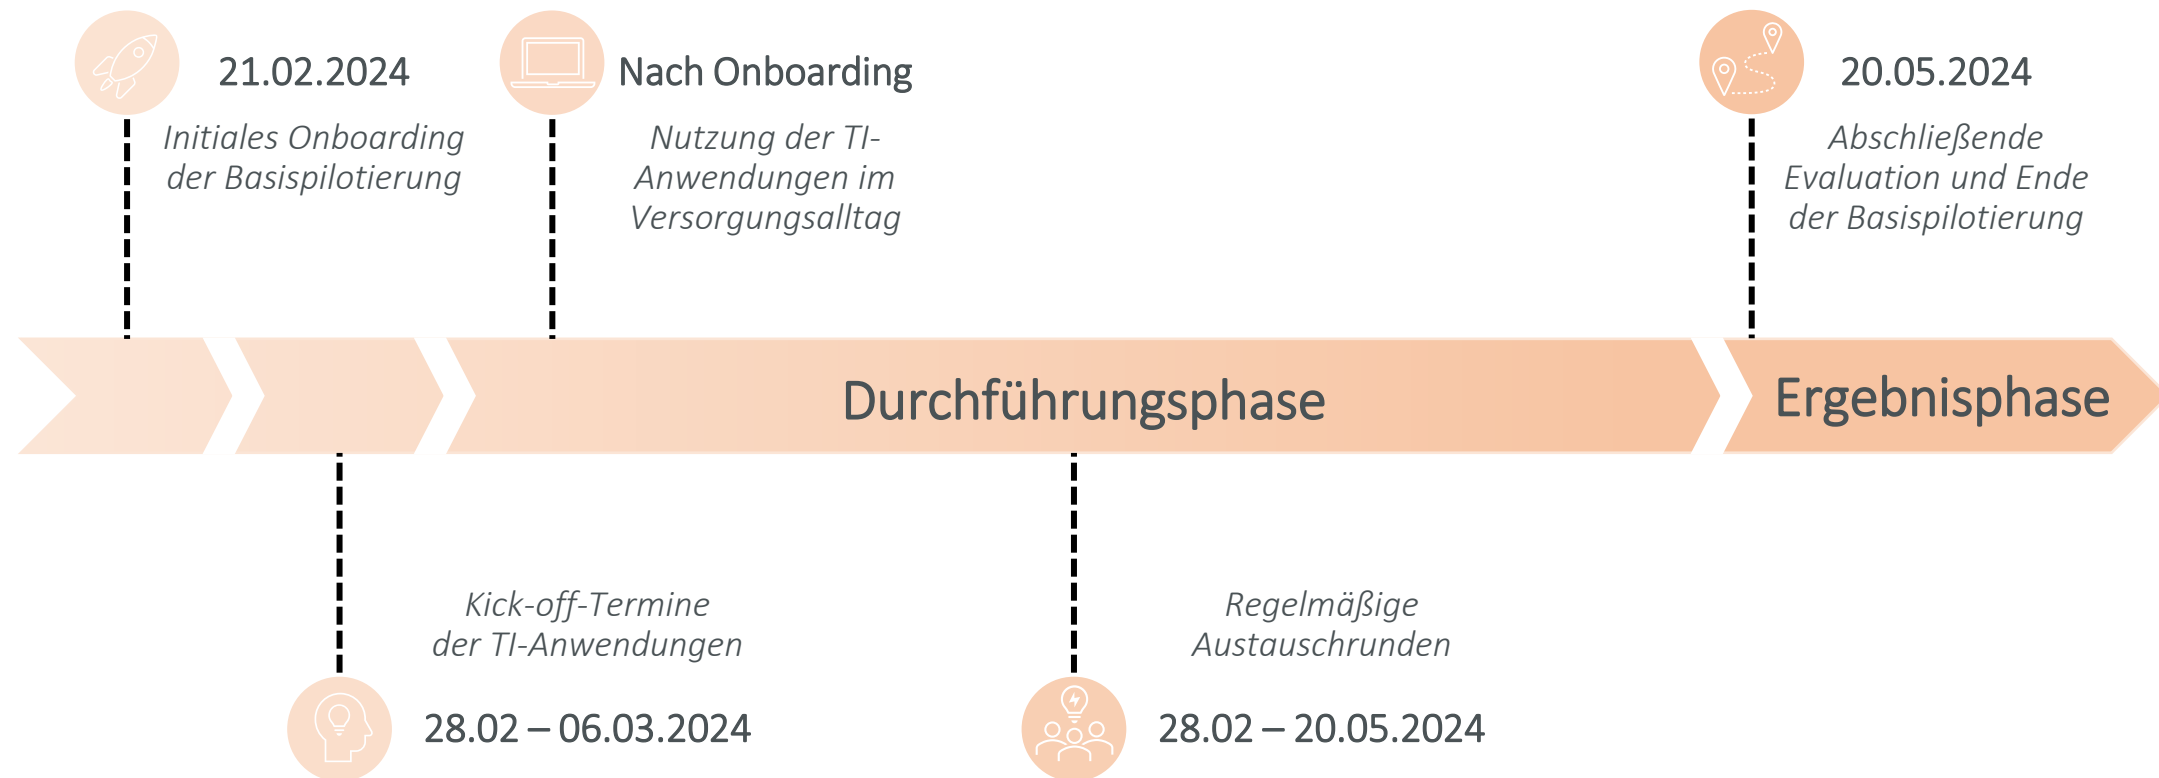 21.02.2024
Initiales Onboarding
der Basispilotierung
Nach Onboarding
Nutzung der TI-
Anwendungen im
Versorgungsalltag
20.05.2024
Abschließende
Evaluation und Ende
der Basispilotierung
Durchführungsphase
Ergebnisphase
Kick-off-Termine
der TI-Anwendungen
28.02 – 06.03.2024
Regelmäßige
Austauschrunden
28.02 – 20.05.2024